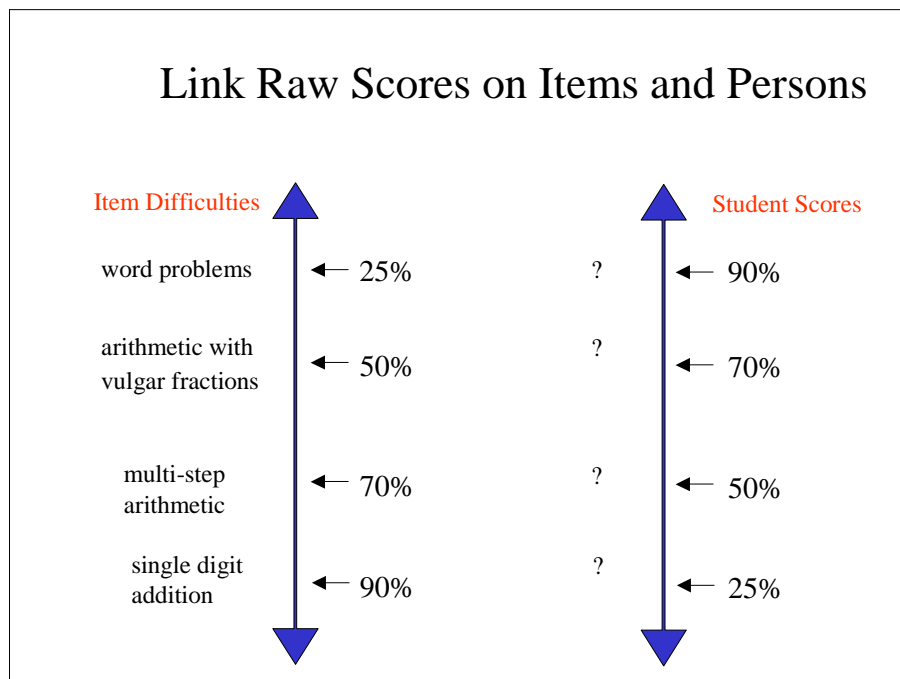 Link Raw Scores on Items and Persons
Item Difficulties
Student Scores
word problems
25%
?
90%
arithmetic with
vulgar fractions
50%
?
70%
multi-step
arithmetic
70%
?
50%
single digit
addition
90%
?
25%